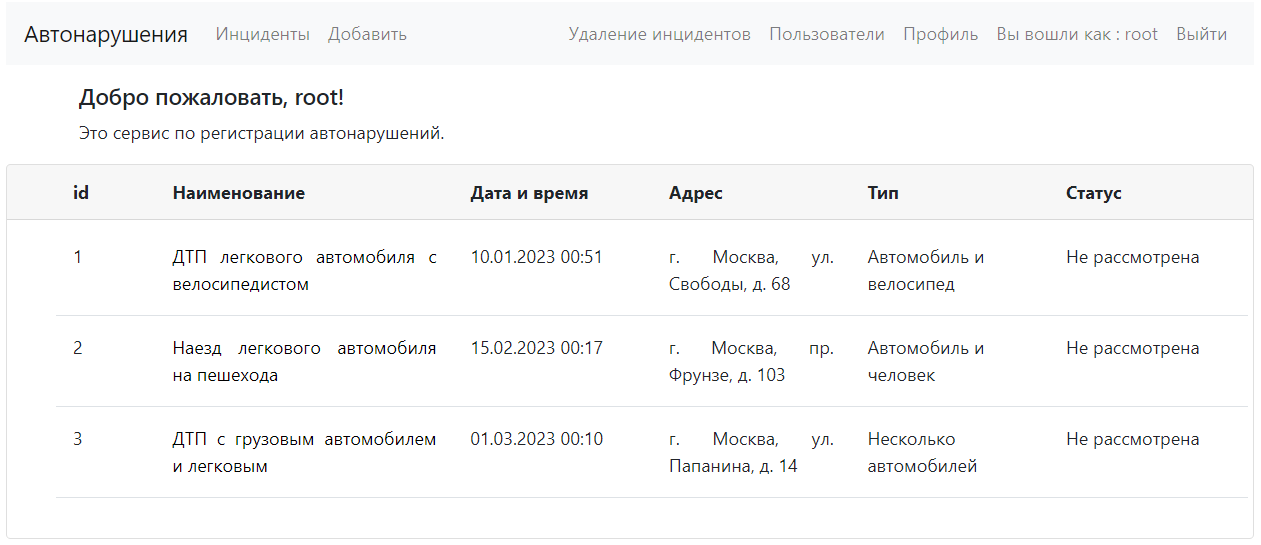 Автонарушения Инциденты Добавить Удаление инцидентов Пользователи Профиль Вы вошли как : root Выйти
Добро пожаловать, root!
Это сервис по регистрации автонарушений.
id Наименование Дата и время Адрес Тип Статус
1 ДТП легкового автомобиля с 10.01.2023 00:51 г. Москва, ул. Автомобиль и Не рассмотрена
велосипедистом Свободы, д. 68 велосипед
2 Наезд легкового автомобиля 15.02.2023 00:17 г. Москва, пр. Автомобиль и Не рассмотрена
на пешехода Фрунзе, д. 103 человек
3 ДТП с грузовым автомобилем 01.03.2023 00:10 г. Москва, ул. Несколько Не рассмотрена
и легковым Папанина, д. 14 автомобилей